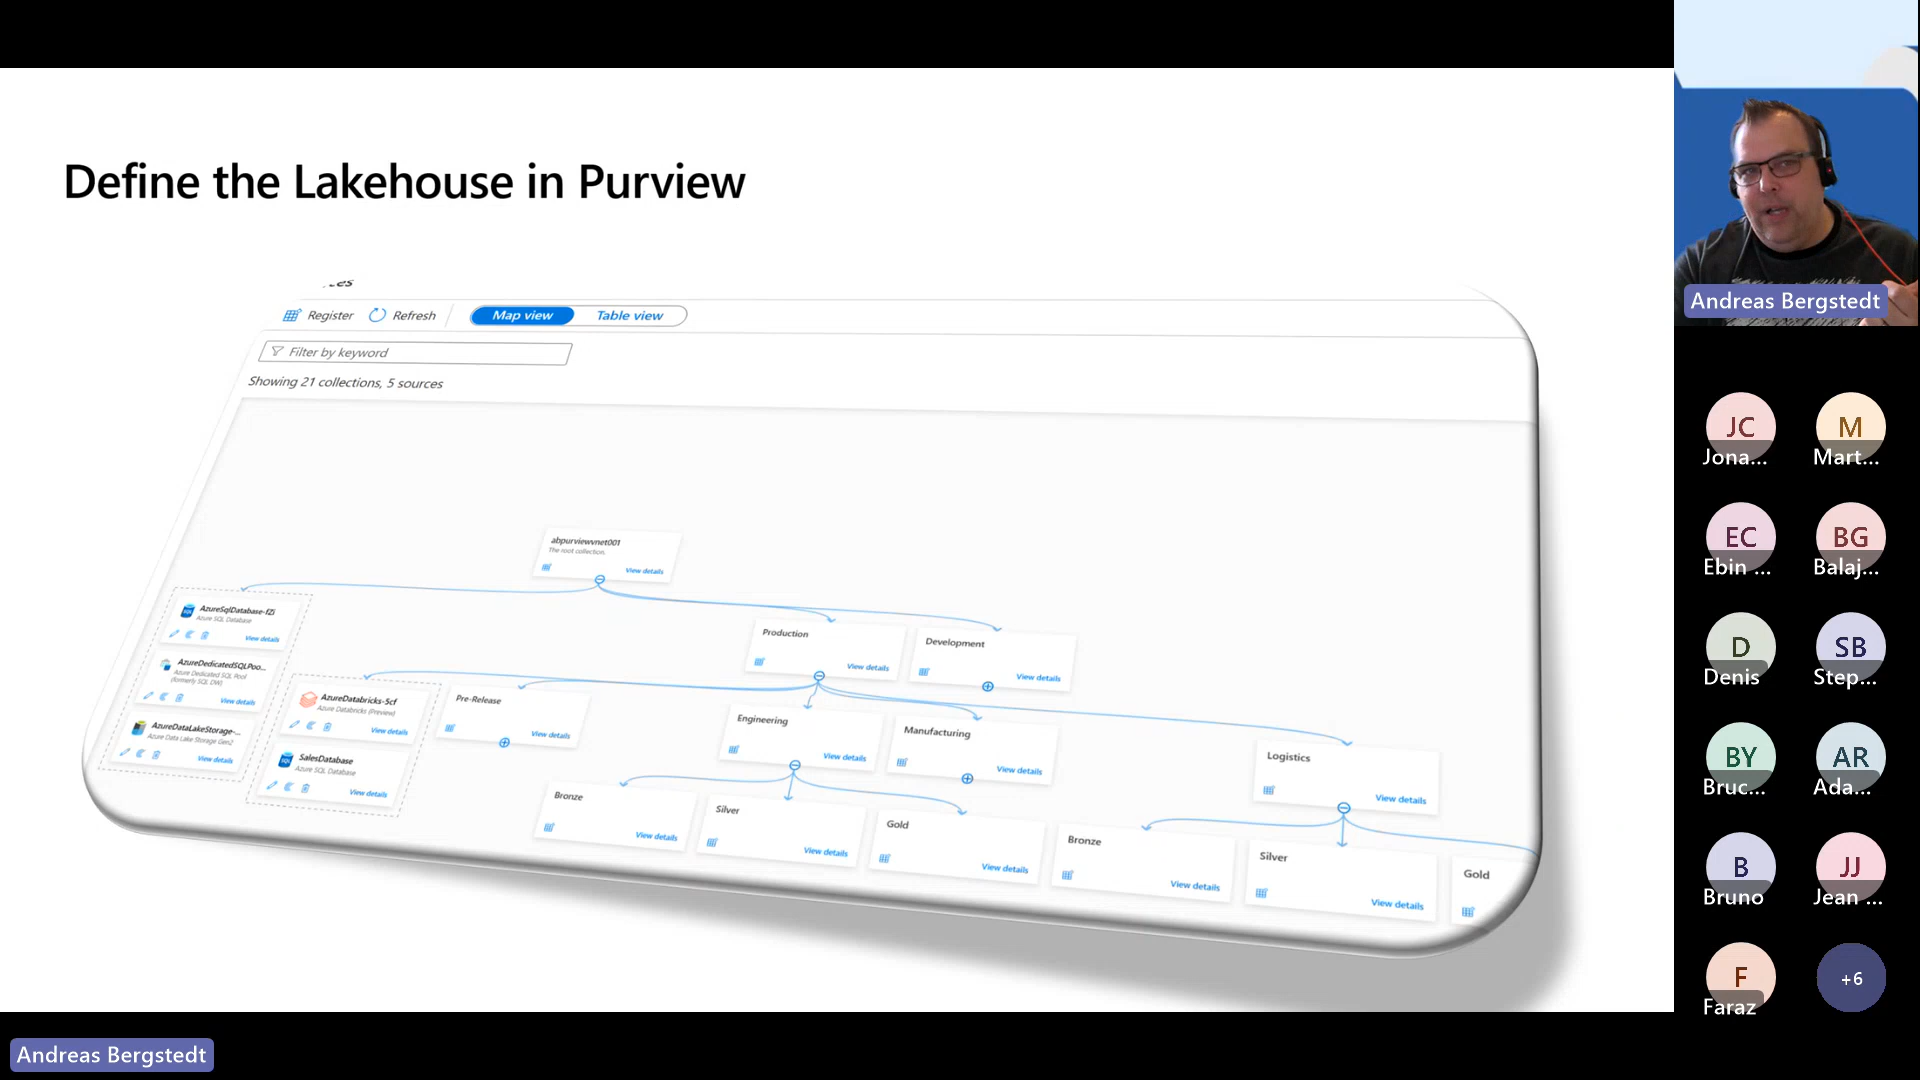 Define the Lakehouse in Purview
Register
Refresh
Map view
Table view
Filter by keyword
Showing 21 collections, 5 sources
abpurviewvnet001
The root collection.
View details
AzureSqlDatabase-fZi
Azure SQL Database
View details
AzureDedicatedSQLPoo...
Azure Dedicated SQL Pool
(formerly SQL DW)
View details
AzureDataLakeStorage-...
Azure Data Lake Storage Gen2
View details
AzureDatabricks-5cf
Azure Databricks (Preview)
View details
SalesDatabase
Azure SQL Database
View details
Production
View details
Development
View details
Pre-Release
View details
Engineering
View details
Manufacturing
View details
Logistics
View details
Bronze
View details
Silver
View details
Gold
View details
Bronze
View details
Silver
View details
Gold
Andreas Bergstedt
JC
Jona...
M
Mart...
EC
Ebin ...
BG
Balaj...
D
Denis
SB
Step...
BY
Bruc...
AR
Ada...
B
Bruno
JJ
Jean ...
F
Faraz
+6
Andreas Bergstedt